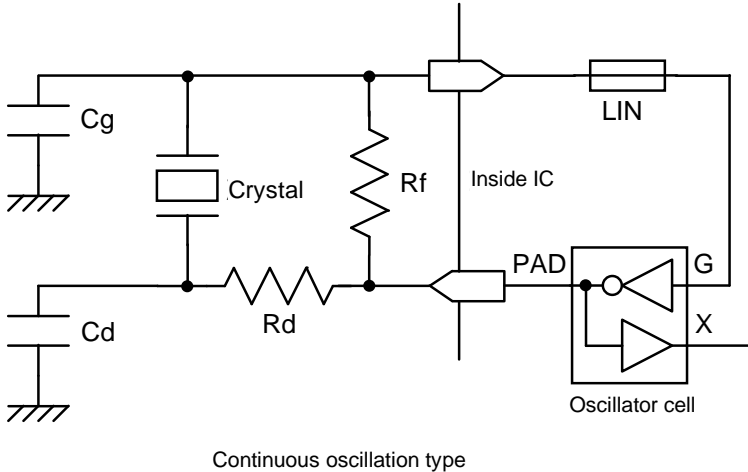 LIN
Cg
Crystal
Rf
Inside IC
PAD
G
Rd
Cd
X
Oscillator cell
Continuous oscillation type